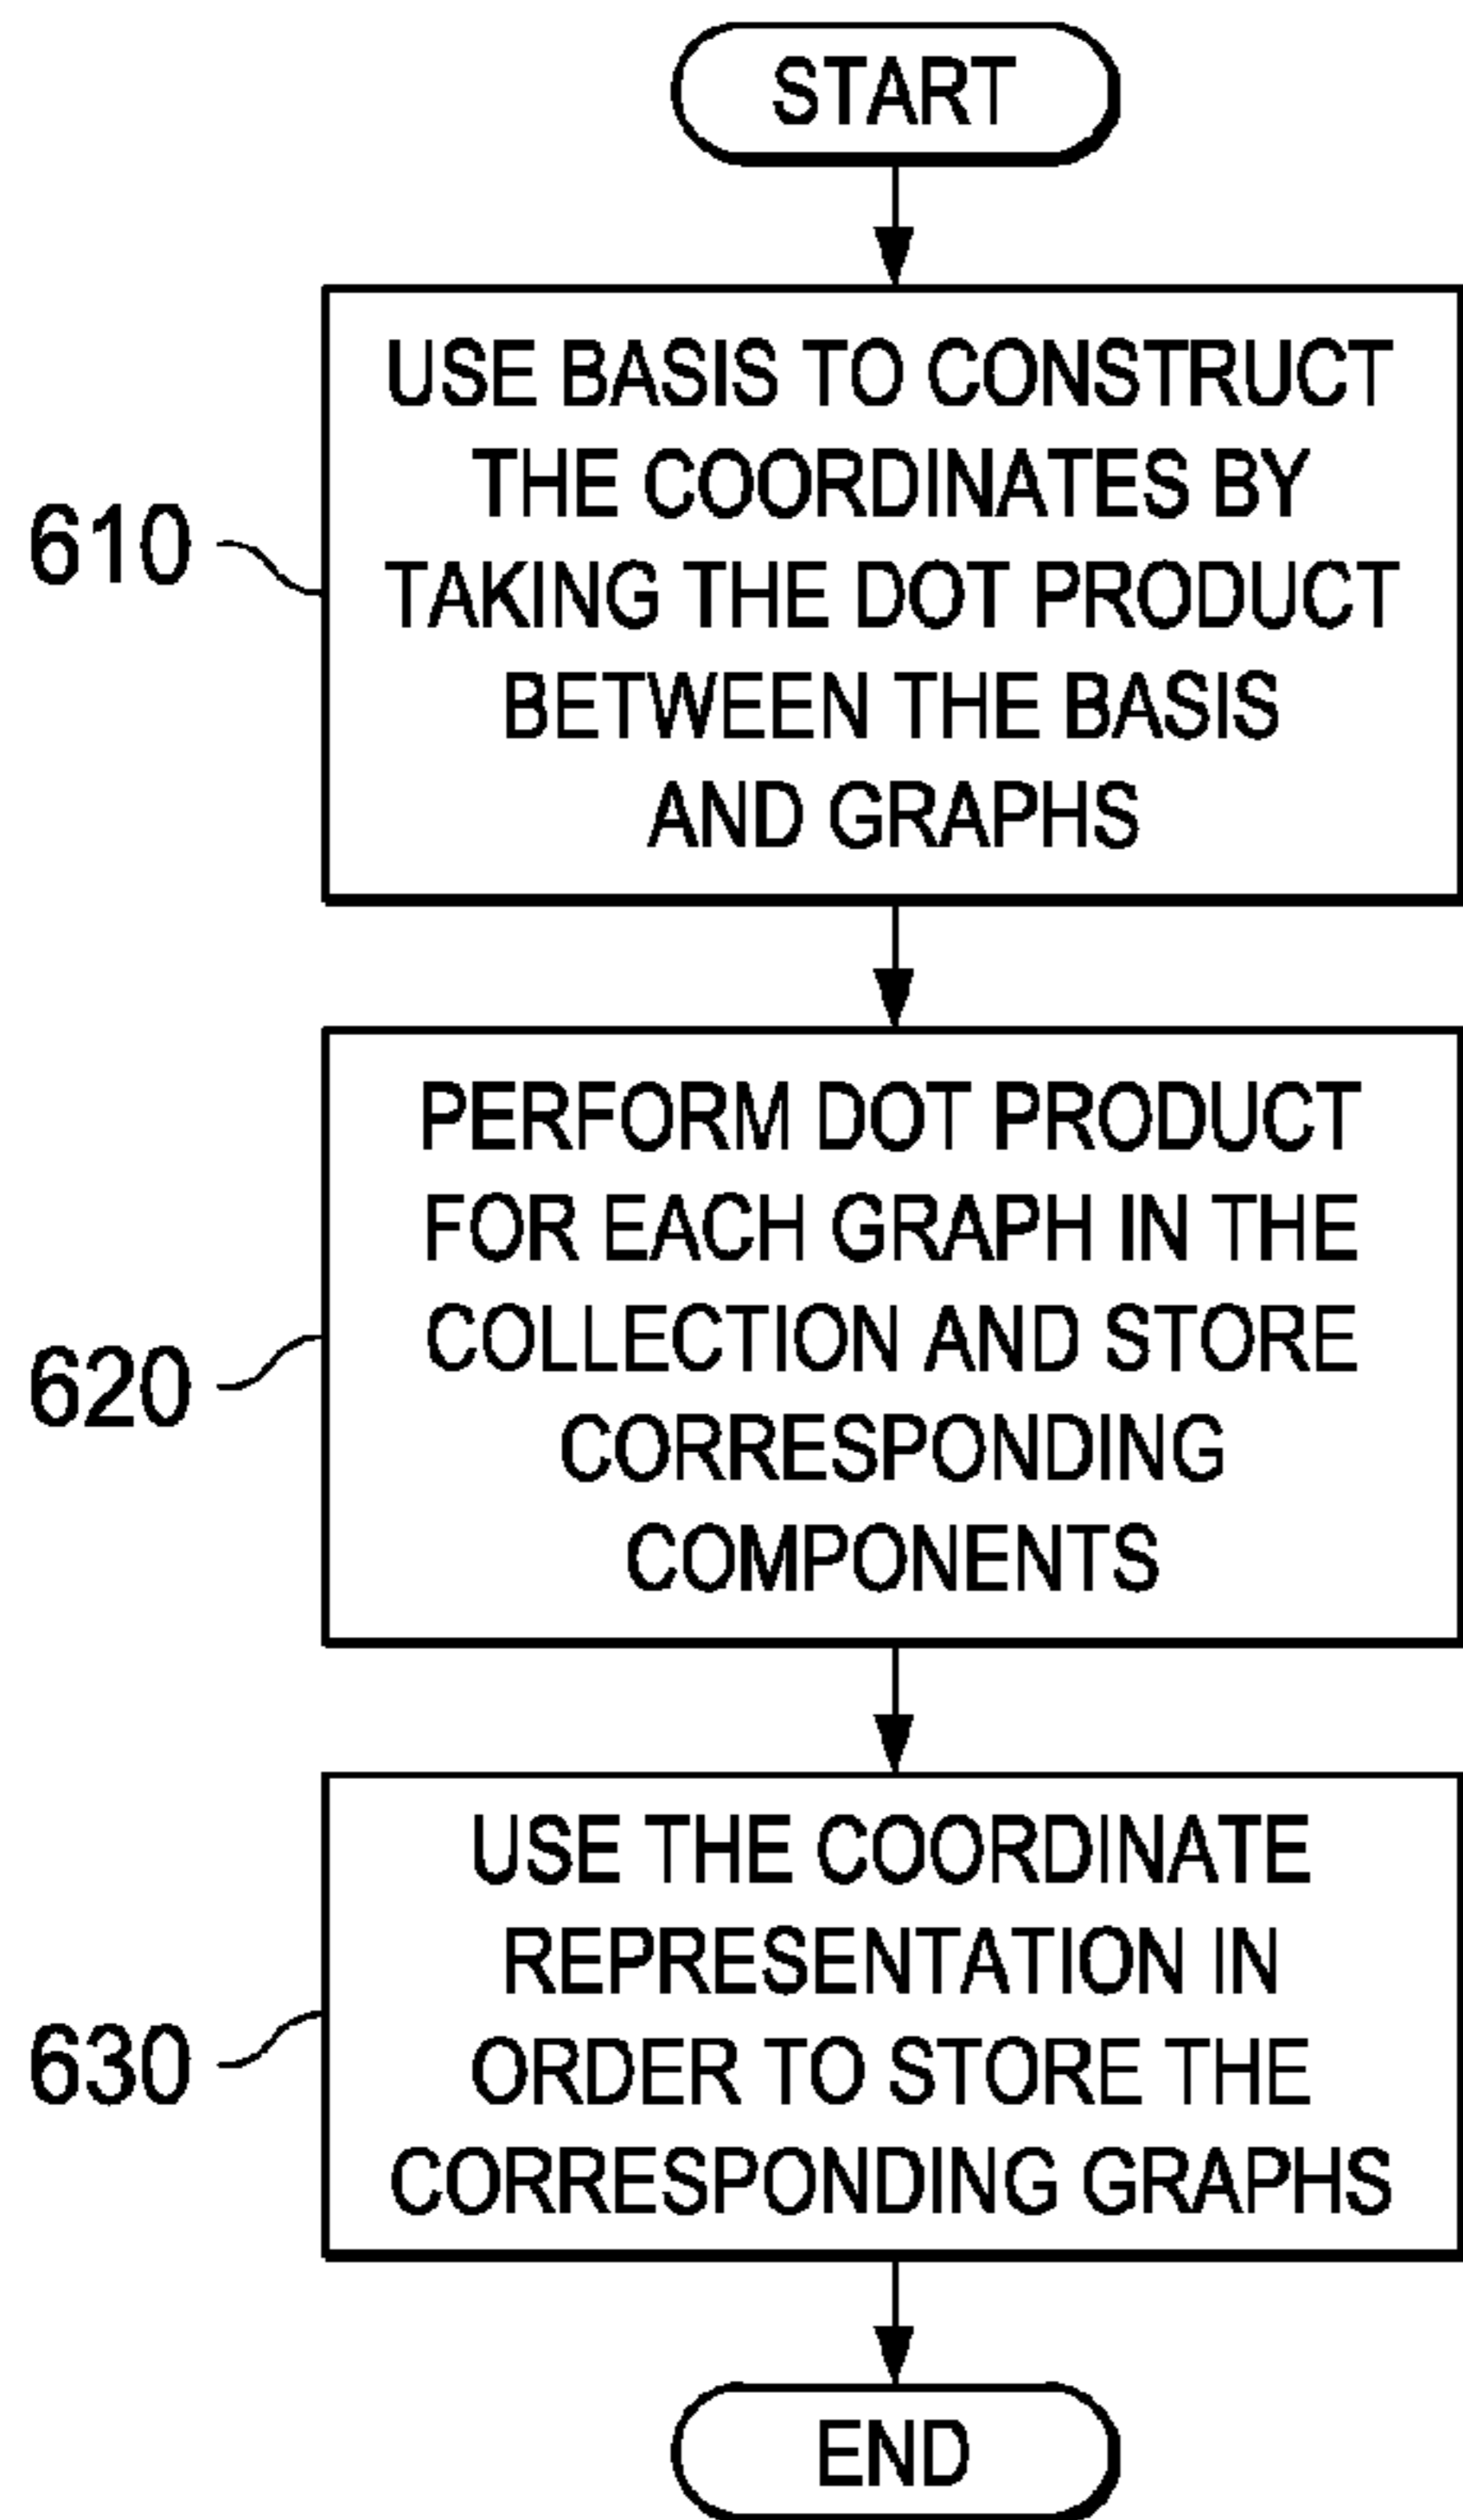 START
USE BASIS TO CONSTRUCT
THE COORDINATES BY
TAKING THE DOT PRODUCT
BETWEEN THE BASIS
AND GRAPHS
610
PERFORM DOT PRODUCT
FOR EACH GRAPH IN THE
COLLECTION AND STORE
CORRESPONDING
COMPONENTS
620
USE THE COORDINATE
REPRESENTATION IN
ORDER TO STORE THE
CORRESPONDING GRAPHS
630
END